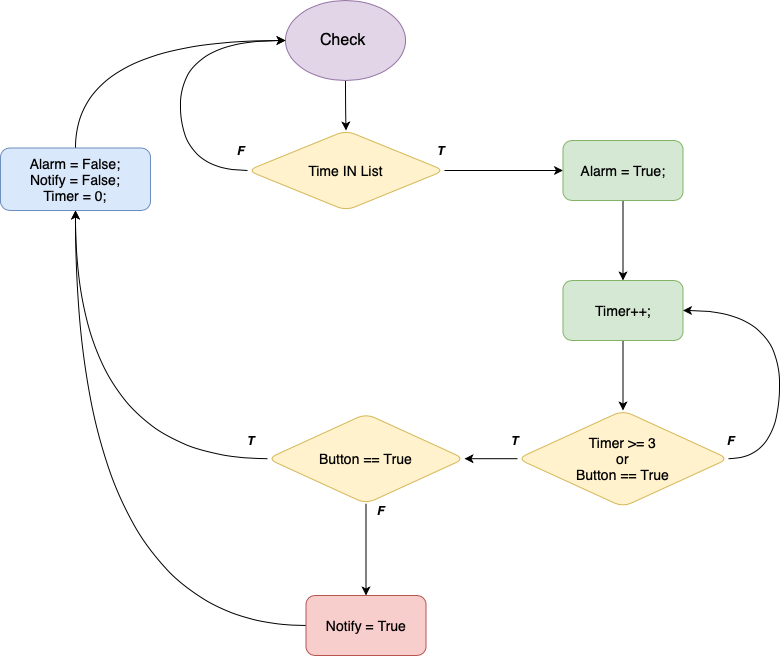 Check
F
T
Time IN List
Alarm = True;
Alarm = False;
Notify = False;
Timer = 0;
Timer++;
T
Button == True
T
Timer >= 3
or
Button == True
F
F
Notify = True